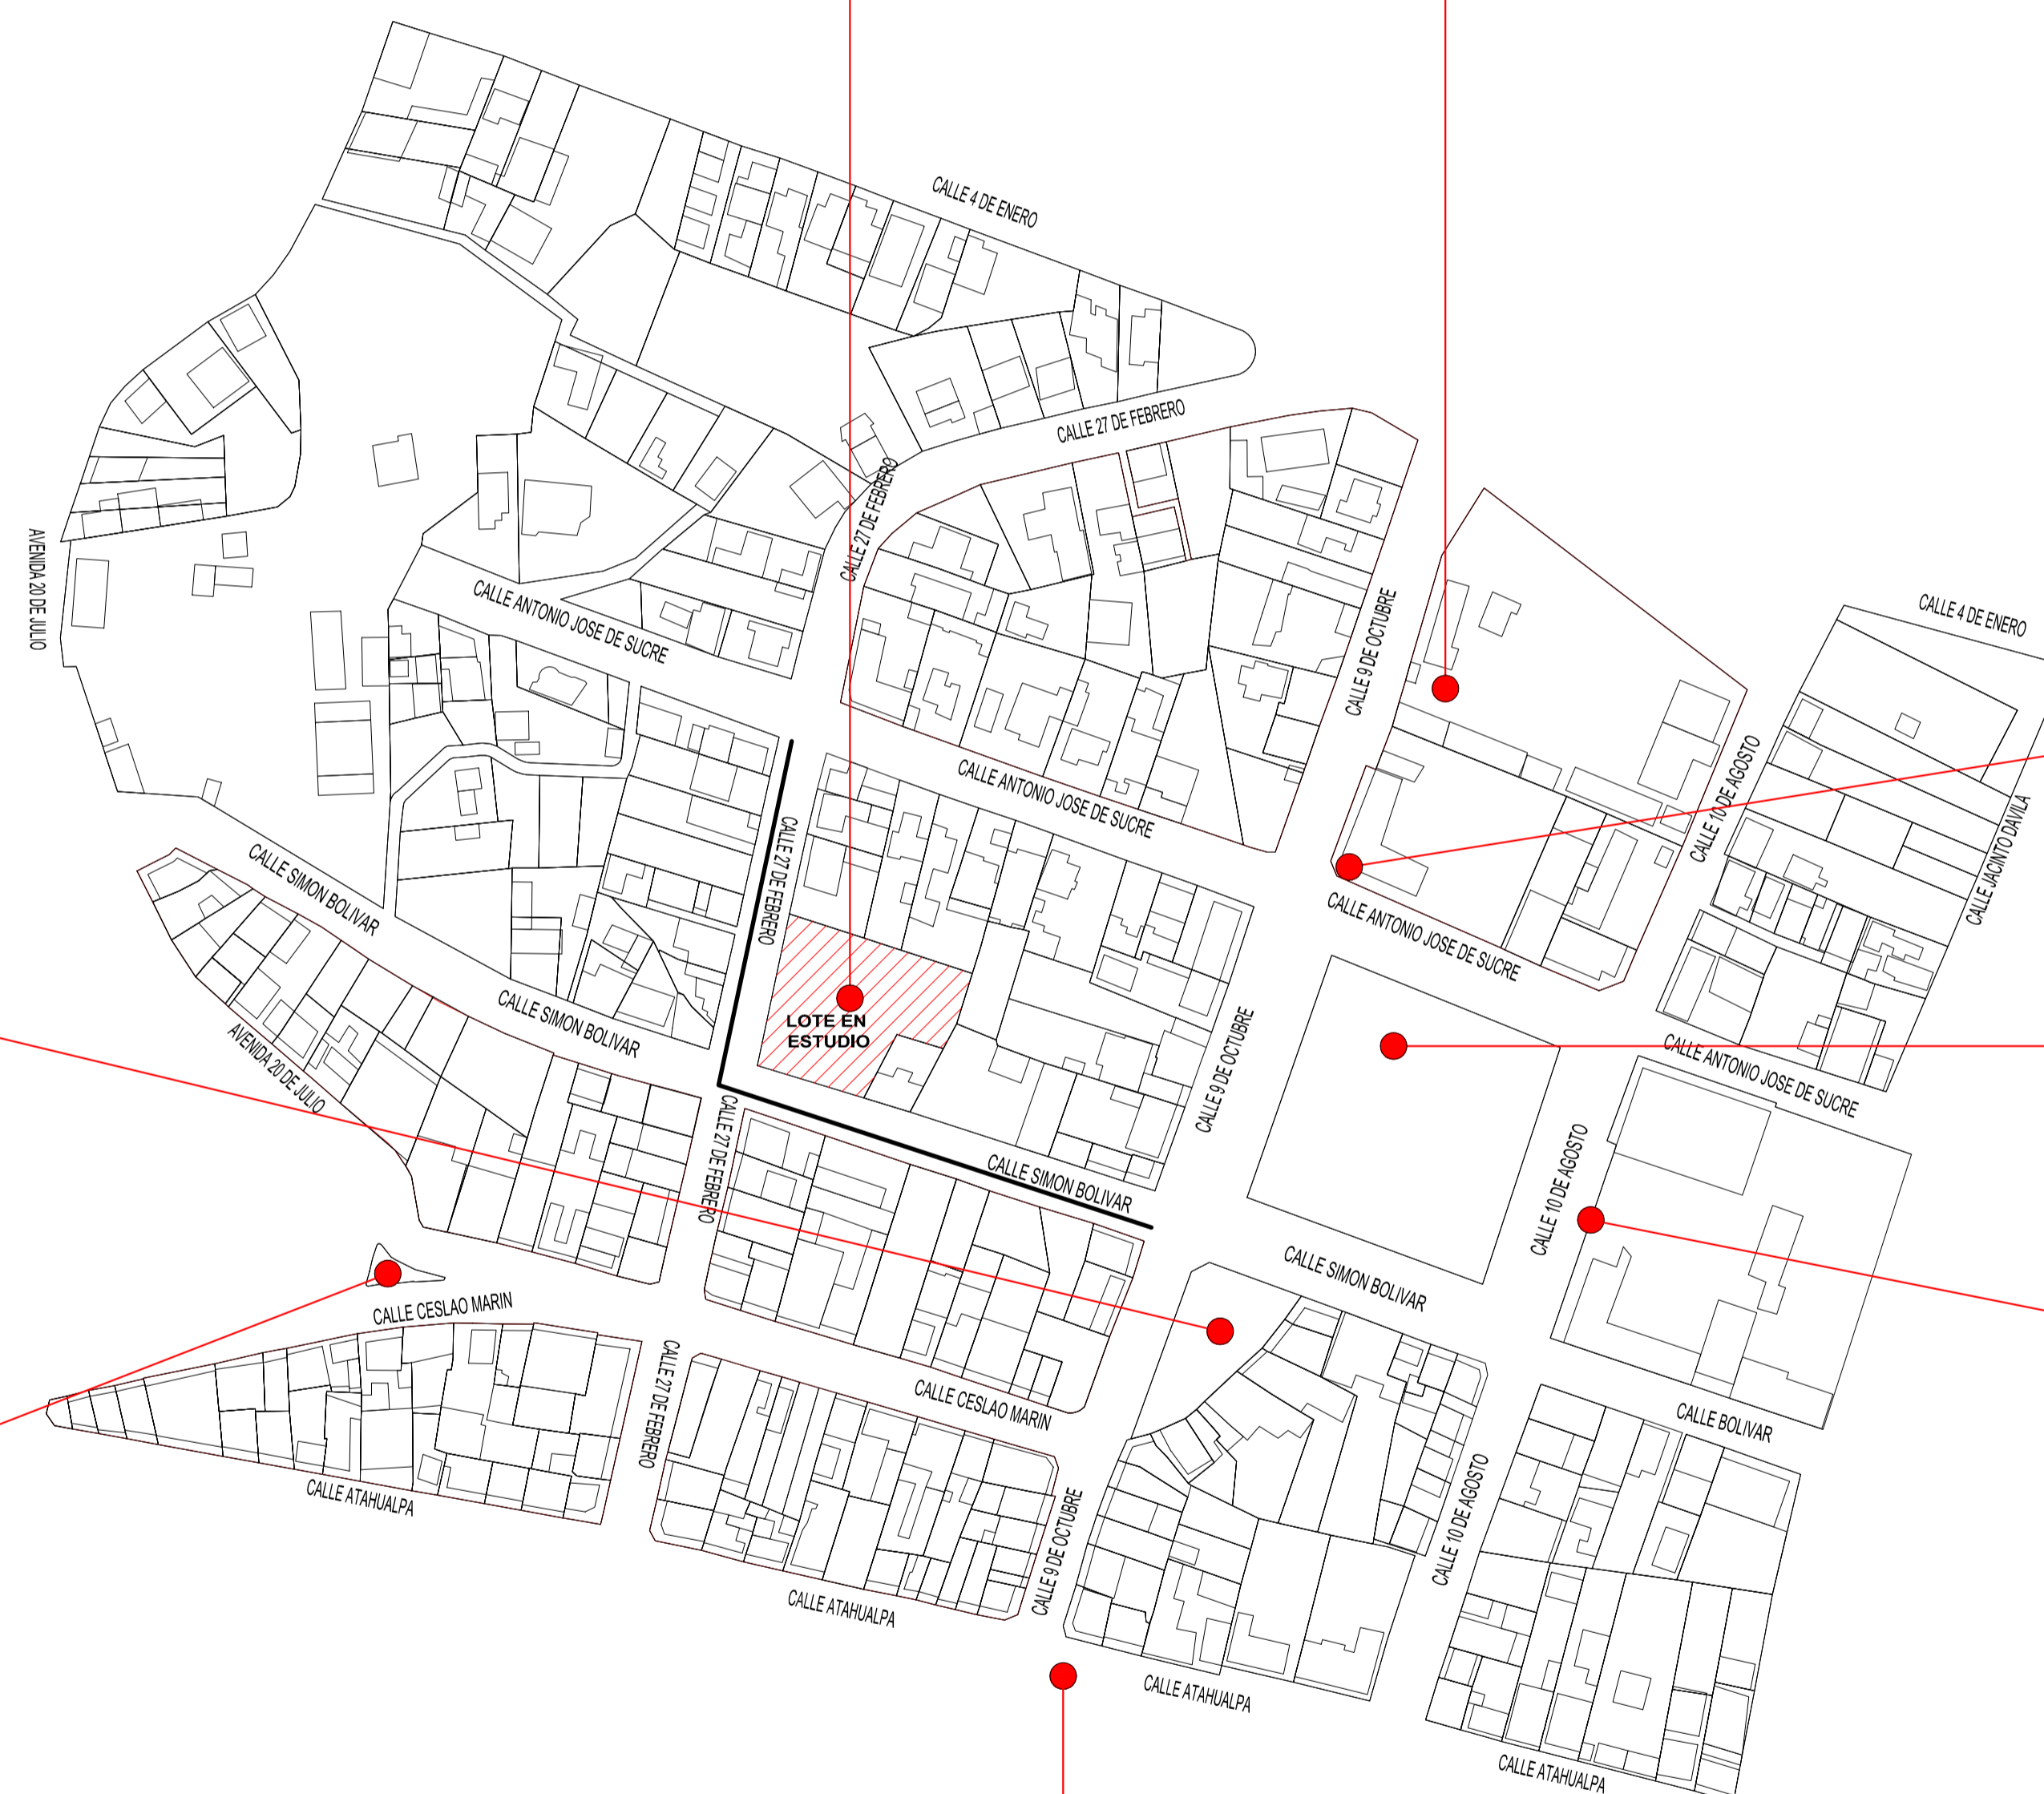 CALLE 4 DE ENERO
CALLE 27 DE FEBRERO
CALLE 27 DE FEBRERO
AVENIDA 20 DE JULIO
CALLE ANTONIO JOSE DE SUCRE
CALLE 9 DE OCTUBRE
CALLE 4 DE ENERO
CALLE 10 DE AGOSTO
CALLE JACINTO DAVILA
CALLE ANTONIO JOSE DE SUCRE
CALLE 27 DE FEBRERO
CALLE SIMON BOLIVAR
CALLE ANTONIO JOSE DE SUCRE
CALLE SIMON BOLIVAR
LOTE EN
ESTUDIO
AVENIDA 20 DE JULIO
CALLE 9 DE OCTUBRE
CALLE ANTONIO JOSE DE SUCRE
CALLE 27 DE FEBRERO
CALLE SIMON BOLIVAR
CALLE 10 DE AGOSTO
CALLE SIMON BOLIVAR
CALLE CESLAO MARIN
CALLE 27 DE FEBRERO
CALLE CESLAO MARIN
CALLE BOLIVAR
CALLE ATAHUALPA
CALLE 9 DE OCTUBRE
CALLE 10 DE AGOSTO
CALLE ATAHUALPA
CALLE ATAHUALPA
CALLE ATAHUALPA